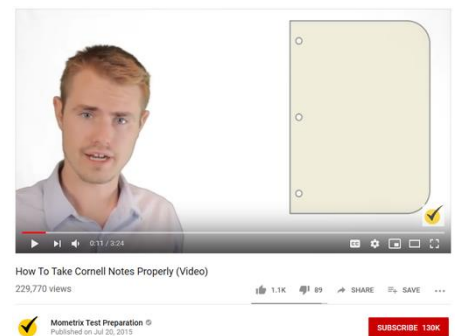 0:11 / 3:24
How To Take Cornell Notes Properly (Video)
229,770 views
1.1K 89 SHARE SAVE
Mometrix Test Preparation
Published on Jul 20, 2015
SUBSCRIBE 130K